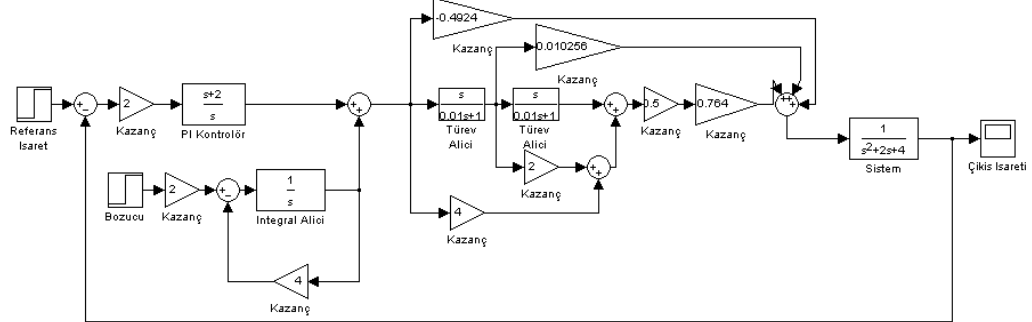 -0.4924
Kazanç
0.010256
Kazanç
Referans
Isaret
2
Kazanç
s+2
s
PI Kontrolör
s
0.01s+1
Türev
Alici
s
0.01s+1
Türev
Alici
0.5
Kazanç
0.764
Kazanç
1
s²+2s+4
Sistem
Çikis Isareti
2
Kazanç
4
Kazanç
Bozucu
2
Kazanç
1
s
Integral Alici
4
Kazanç